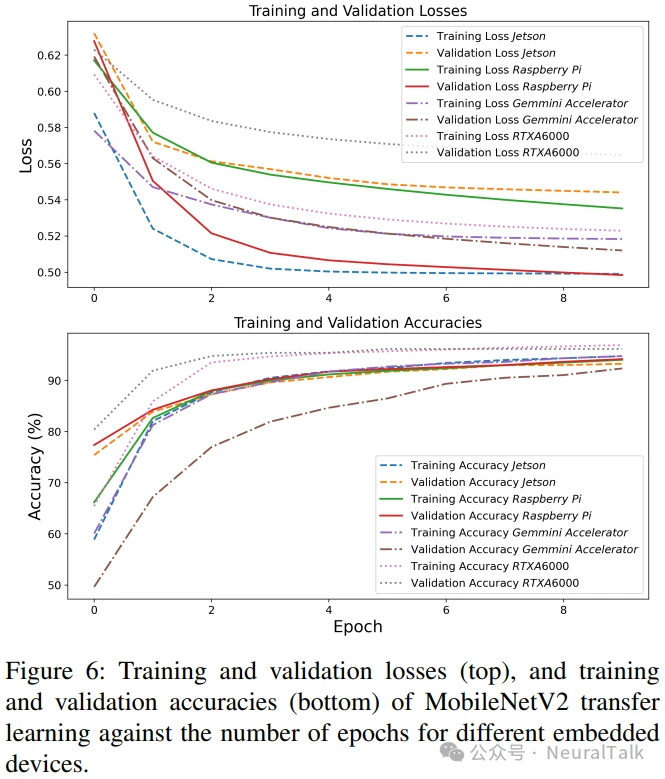 Training and Validation Losses
Training Loss Jetson
Validation Loss Jetson
Training Loss Raspberry Pi
Validation Loss Raspberry Pi
Training Loss Gemmini Accelerator
Validation Loss Gemmini Accelerator
Training Loss RTXA6000
Validation Loss RTXA6000
Loss
0.62
0.60
0.58
0.56
0.54
0.52
0.50
0 2 4 6 8
Training and Validation Accuracies
Accuracy (%)
90
80
70
60
50
Training Accuracy Jetson
Validation Accuracy Jetson
Training Accuracy Raspberry Pi
Validation Accuracy Raspberry Pi
Training Accuracy Gemmini Accelerator
Validation Accuracy Gemmini Accelerator
Training Accuracy RTXA6000
Validation Accuracy RTXA6000
0 2 4 6 8
Epoch
Figure 6: Training and validation losses (top), and training
and validation accuracies (bottom) of MobileNetV2 transfer
learning against the number of epochs for different embedded
devices.
公众号 · NeuralTalk